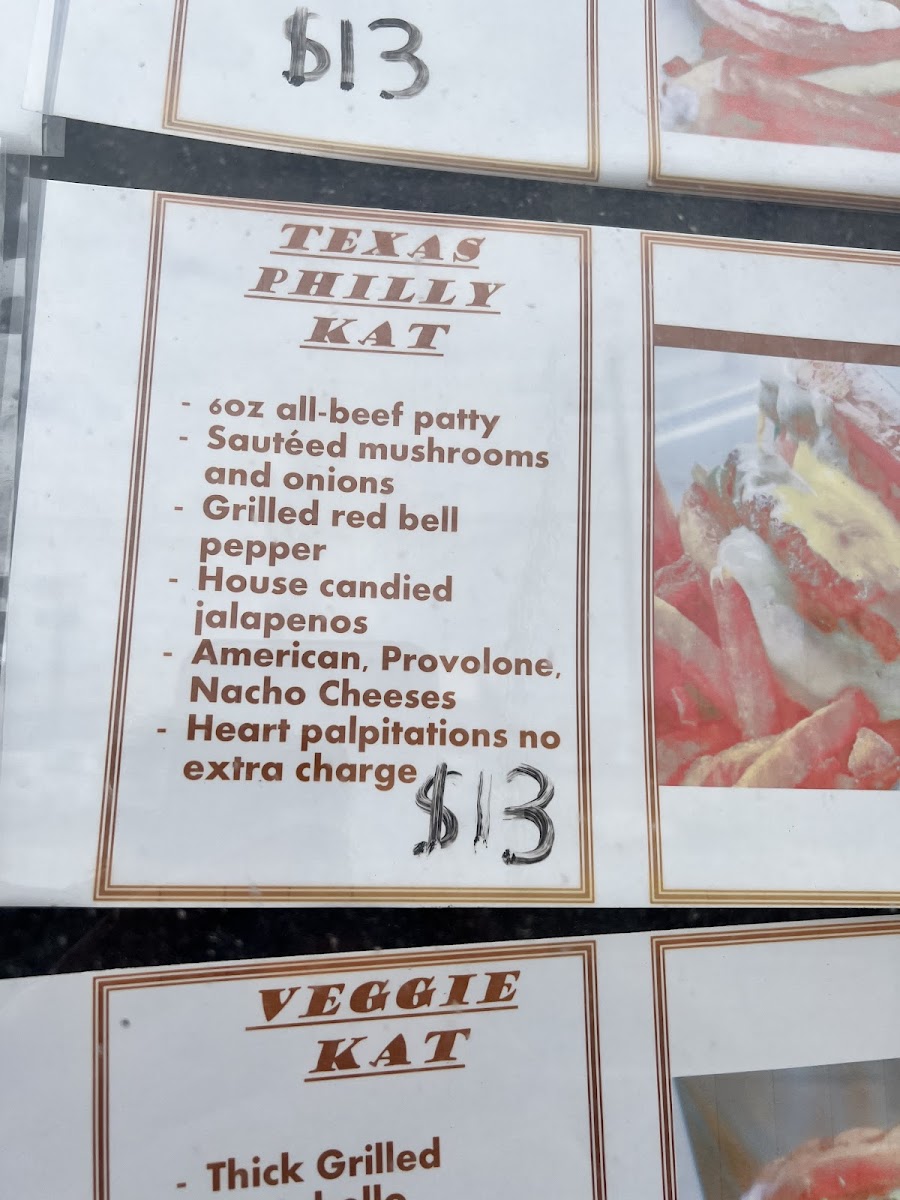 $13
TEXAS
PHILLY
KAT
- 6oz all-beef patty
- Sautéed mushrooms
and onions
- Grilled red bell
pepper
- House candied
jalapenos
- American, Provolone,
Nacho Cheeses
- Heart palpitations no
extra charge
$13
VEGGIE
KAT
- Thick Grilled